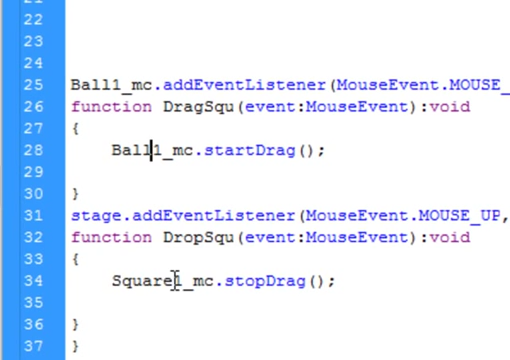 21
22
23
24
25 Ball1_mc.addEventListener(MouseEvent.MOUSE_
26 function DragSqu(event:MouseEvent):void
27 {
28 Ball1_mc.startDrag();
29
30 }
31 stage.addEventListener(MouseEvent.MOUSE_UP,
32 function DropSqu(event:MouseEvent):void
33 {
34 Square1_mc.stopDrag();
35
36 }
37 }